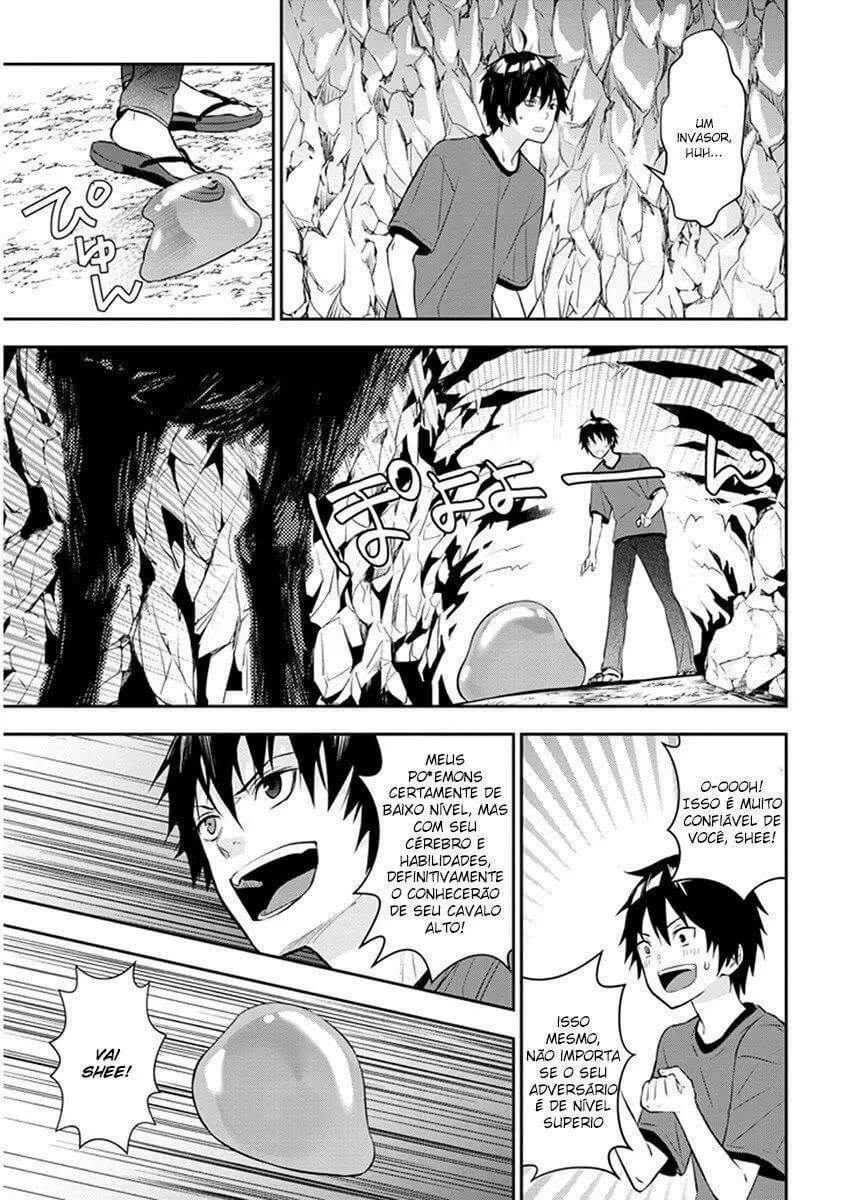 UM
INVASOR,
HUH...
ぴゅん
ぽよよーーん
O-OOOH!
ISSO É MUITO
CONFIÁVEL DE
VOCÊ, SHEE!
ISSO
MESMO,
NÃO IMPORTA
SE O SEU
ADVERSÁRIO
É DE NÍVEL
SUPERIO
MEUS
PO*EMONS
CERTAMENTE DE
BAIXO NÍVEL, MAS
COM SEU
CÉREBRO E
HABILIDADES,
DEFINITIVAMENTE
O CONHECERÃO
DE SEU CAVALO
ALTO!
VAI
SHEE!